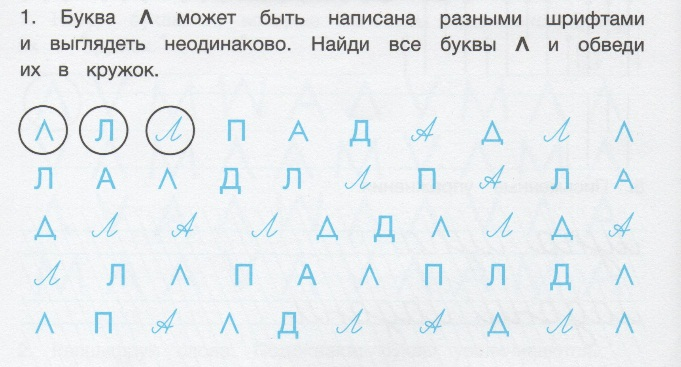 1. Буква Л может быть написана разными шрифтами
и выглядеть неодинаково. Найди все буквы Л и обведи
их в кружок.
Л Л Л П А Д А Д Л Л
Л А Л Д Л Л П А Л А
Д Л А Л Д Д Л Л Д А
Л Л Л П А Л П Л Д Л
Л П А Л Д Л А Д Л Л